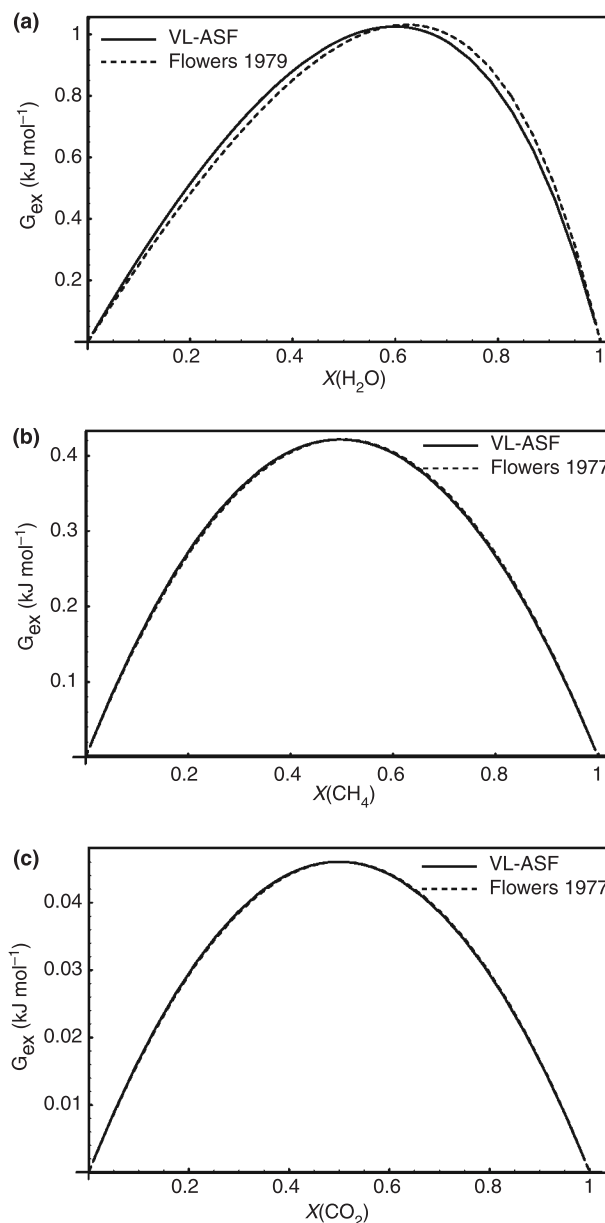 (a)
VL-ASF
Flowers 1979
1
0.8
0.6
0.4
0.2
G_ex (kJ mol⁻¹)
0.2 0.4 0.6 0.8 1
X(H₂O)
(b)
VL-ASF
Flowers 1977
0.4
0.3
0.2
0.1
G_ex (kJ mol⁻¹)
0.2 0.4 0.6 0.8 1
X(CH₄)
(c)
VL-ASF
Flowers 1977
0.04
0.03
0.02
0.01
G_ex (kJ mol⁻¹)
0.2 0.4 0.6 0.8 1
X(CO₂)